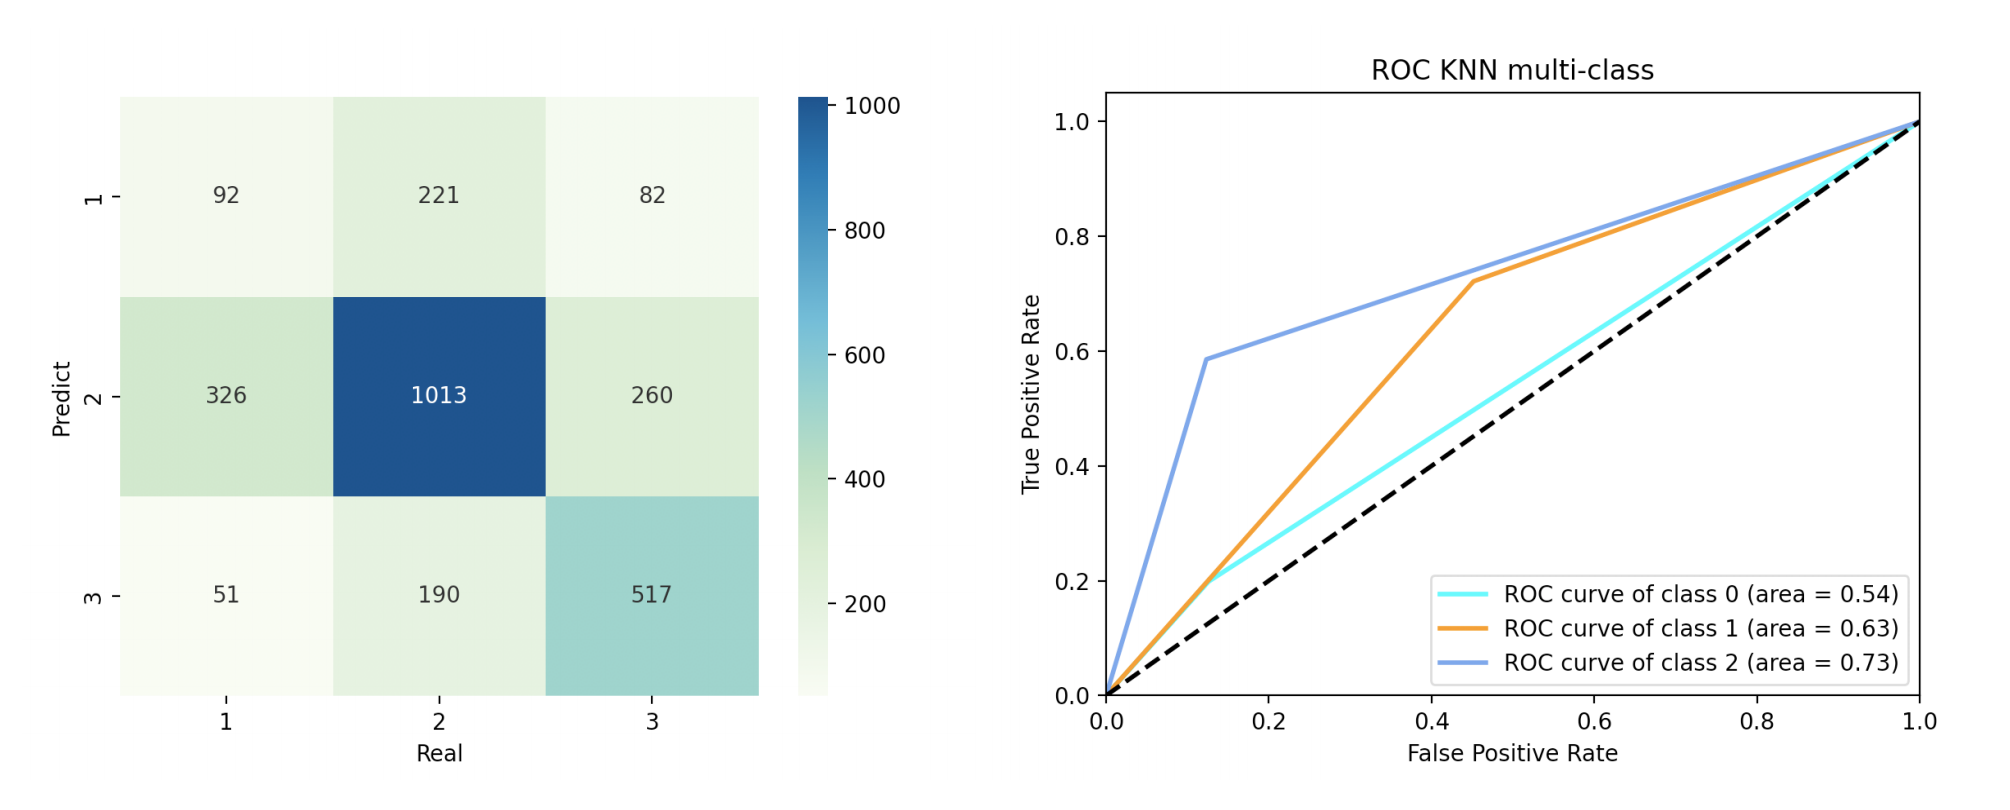 92 221 82
326 1013 260
51 190 517
1
2
3
Predict
1 2 3
Real
1000
800
600
400
200
ROC KNN multi-class
1.0
0.8
0.6
0.4
0.2
0.0
True Positive Rate
0.0 0.2 0.4 0.6 0.8 1.0
False Positive Rate
ROC curve of class 0 (area = 0.54)
ROC curve of class 1 (area = 0.63)
ROC curve of class 2 (area = 0.73)